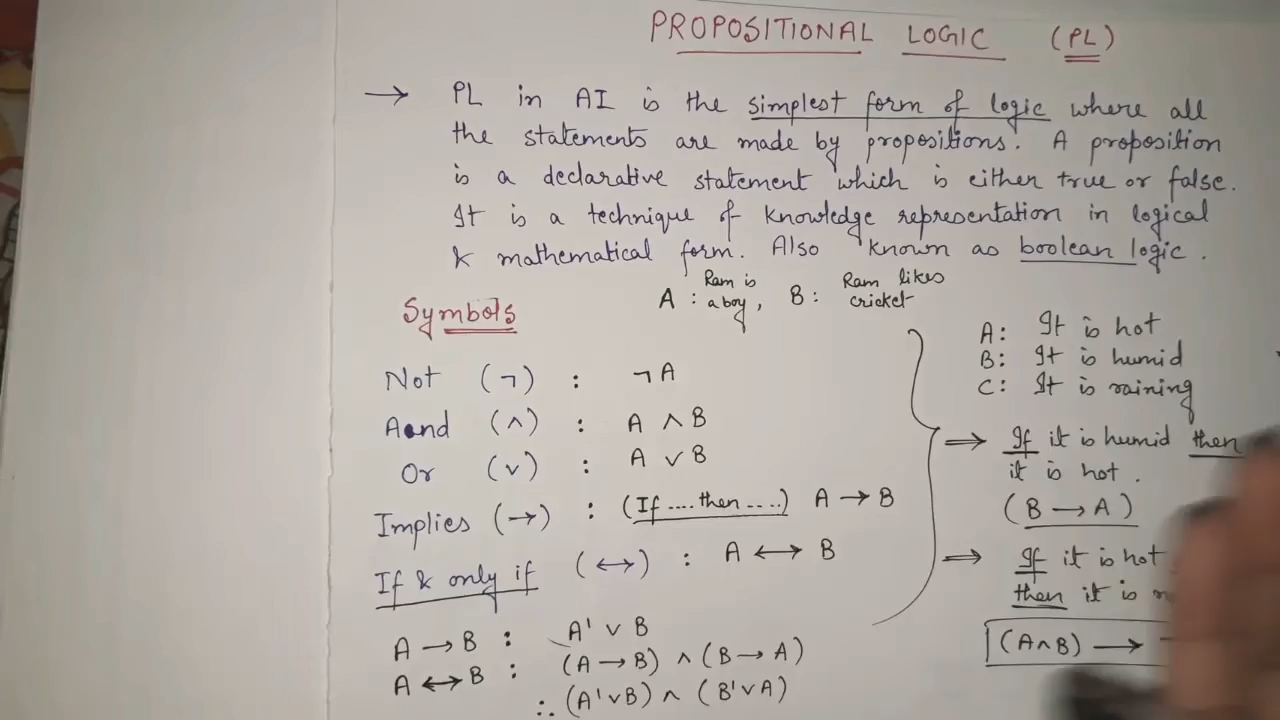 PROPOSITIONAL LOGIC (PL)
→ PL in AI is the simplest form of logic where all
the statements are made by propositions. A proposition
is a declarative statement which is either true or false.
It is a technique of knowledge representation in logical
& mathematical form. Also known as boolean logic.
A : Ram is a boy, B : Ram likes cricket
Symbols
Not (¬) : ¬A
And (∧) : A ∧ B
Or (∨) : A ∨ B
Implies (→) : (If ....then ....) A → B
If & only if (↔) : A ↔ B
A → B : A' ∨ B
A ↔ B : (A → B) ∧ (B → A)
∴ (A'∨B) ∧ (B'∨A)
A: It is hot
B: It is humid
C: It is raining
⇒ If it is humid then
it is hot.
(B → A)
⇒ If it is hot
then it is
(A∧B) →